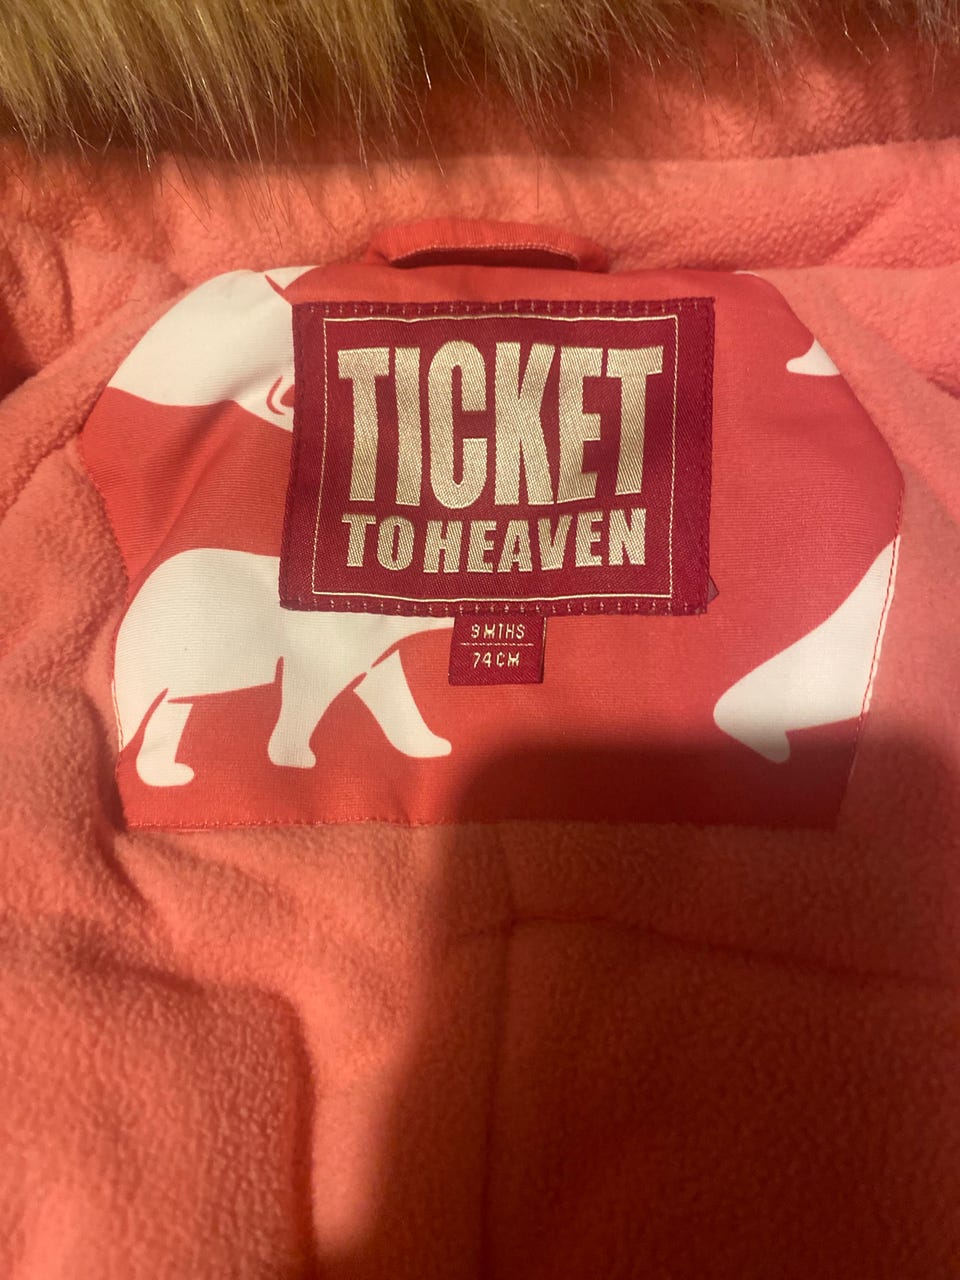 TICKET
TO HEAVEN
9 MTHS
74 CM